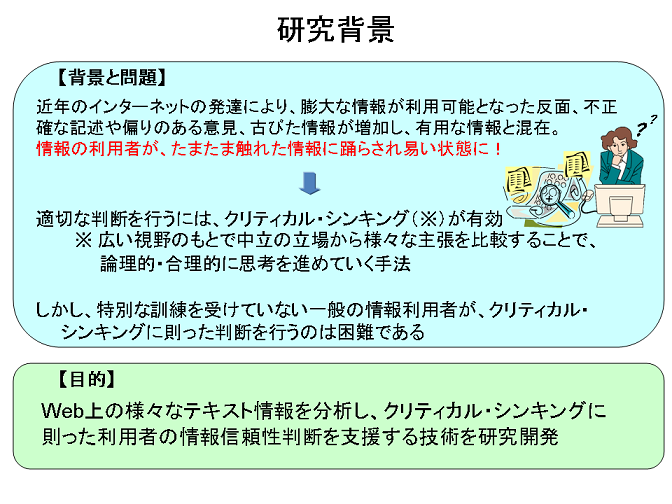 研究背景
【背景と問題】
近年のインターネットの発達により、膨大な情報が利用可能となった反面、不正
確な記述や偏りのある意見、古びた情報が増加し、有用な情報と混在。
情報の利用者が、たまたま触れた情報に踊らされ易い状態に！
? ?
適切な判断を行うには、クリティカル・シンキング(※)が有効
※ 広い視野のもとで中立の立場から様々な主張を比較することで、
論理的・合理的に思考を進めていく手法
しかし、特別な訓練を受けていない一般の情報利用者が、クリティカル・
シンキングに則った判断を行うのは困難である
【目的】
Web上の様々なテキスト情報を分析し、クリティカル・シンキングに
則った利用者の情報信頼性判断を支援する技術を研究開発